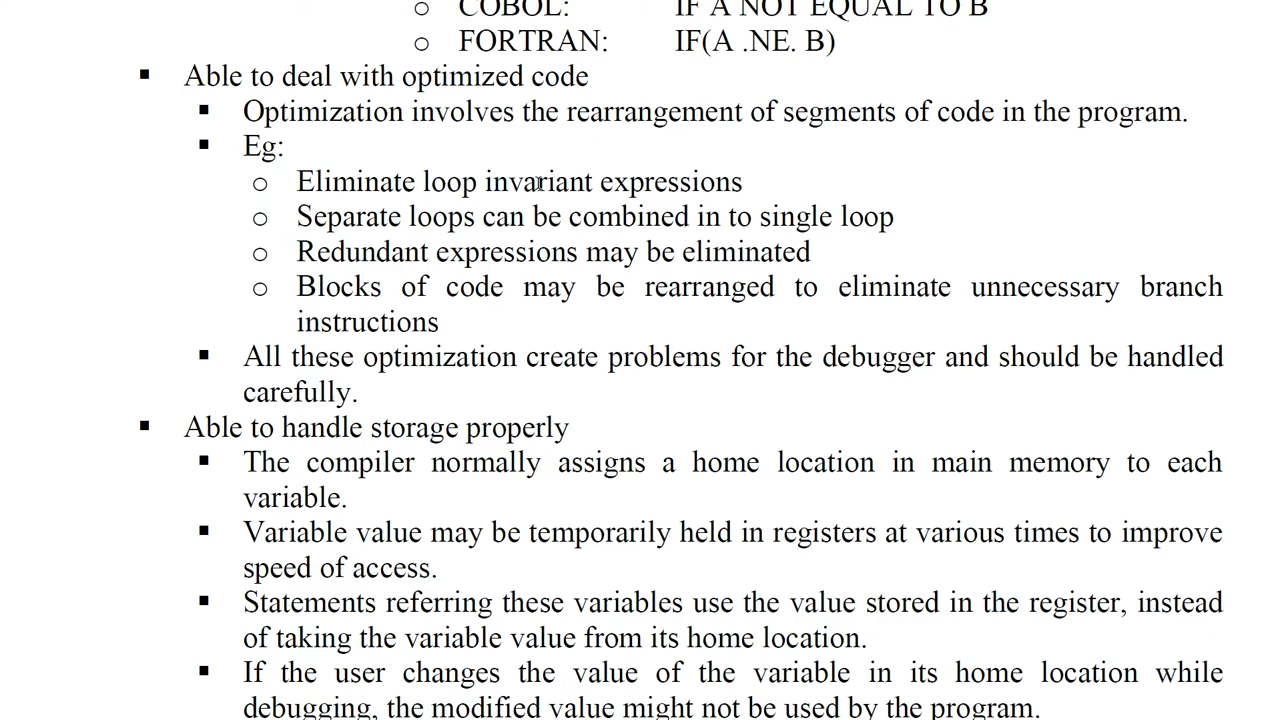 o COBOL: IF A NOT EQUAL TO B
o FORTRAN: IF(A .NE. B)
▪ Able to deal with optimized code
▪ Optimization involves the rearrangement of segments of code in the program.
▪ Eg:
o Eliminate loop invariant expressions
o Separate loops can be combined in to single loop
o Redundant expressions may be eliminated
o Blocks of code may be rearranged to eliminate unnecessary branch
instructions
▪ All these optimization create problems for the debugger and should be handled
carefully.
▪ Able to handle storage properly
▪ The compiler normally assigns a home location in main memory to each
variable.
▪ Variable value may be temporarily held in registers at various times to improve
speed of access.
▪ Statements referring these variables use the value stored in the register, instead
of taking the variable value from its home location.
▪ If the user changes the value of the variable in its home location while
debugging, the modified value might not be used by the program.